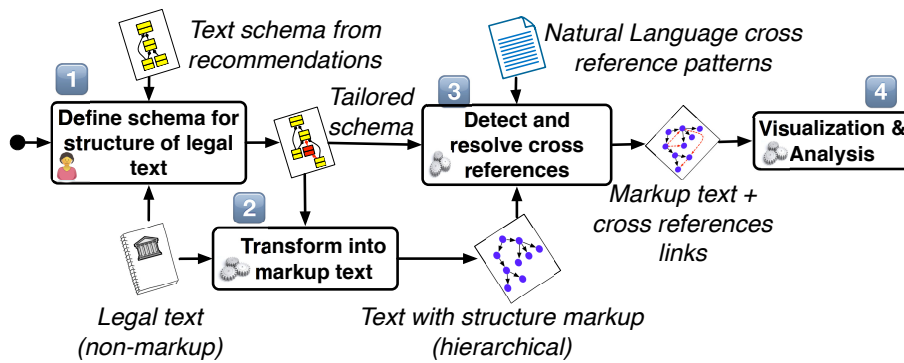 Text schema from
recommendations
Natural Language cross
reference patterns
1
Define schema for
structure of legal
text
Tailored
schema
3
Detect and
resolve cross
references
4
Visualization &
Analysis
2
Transform into
markup text
Markup text +
cross references
links
Legal text
(non-markup)
Text with structure markup
(hierarchical)